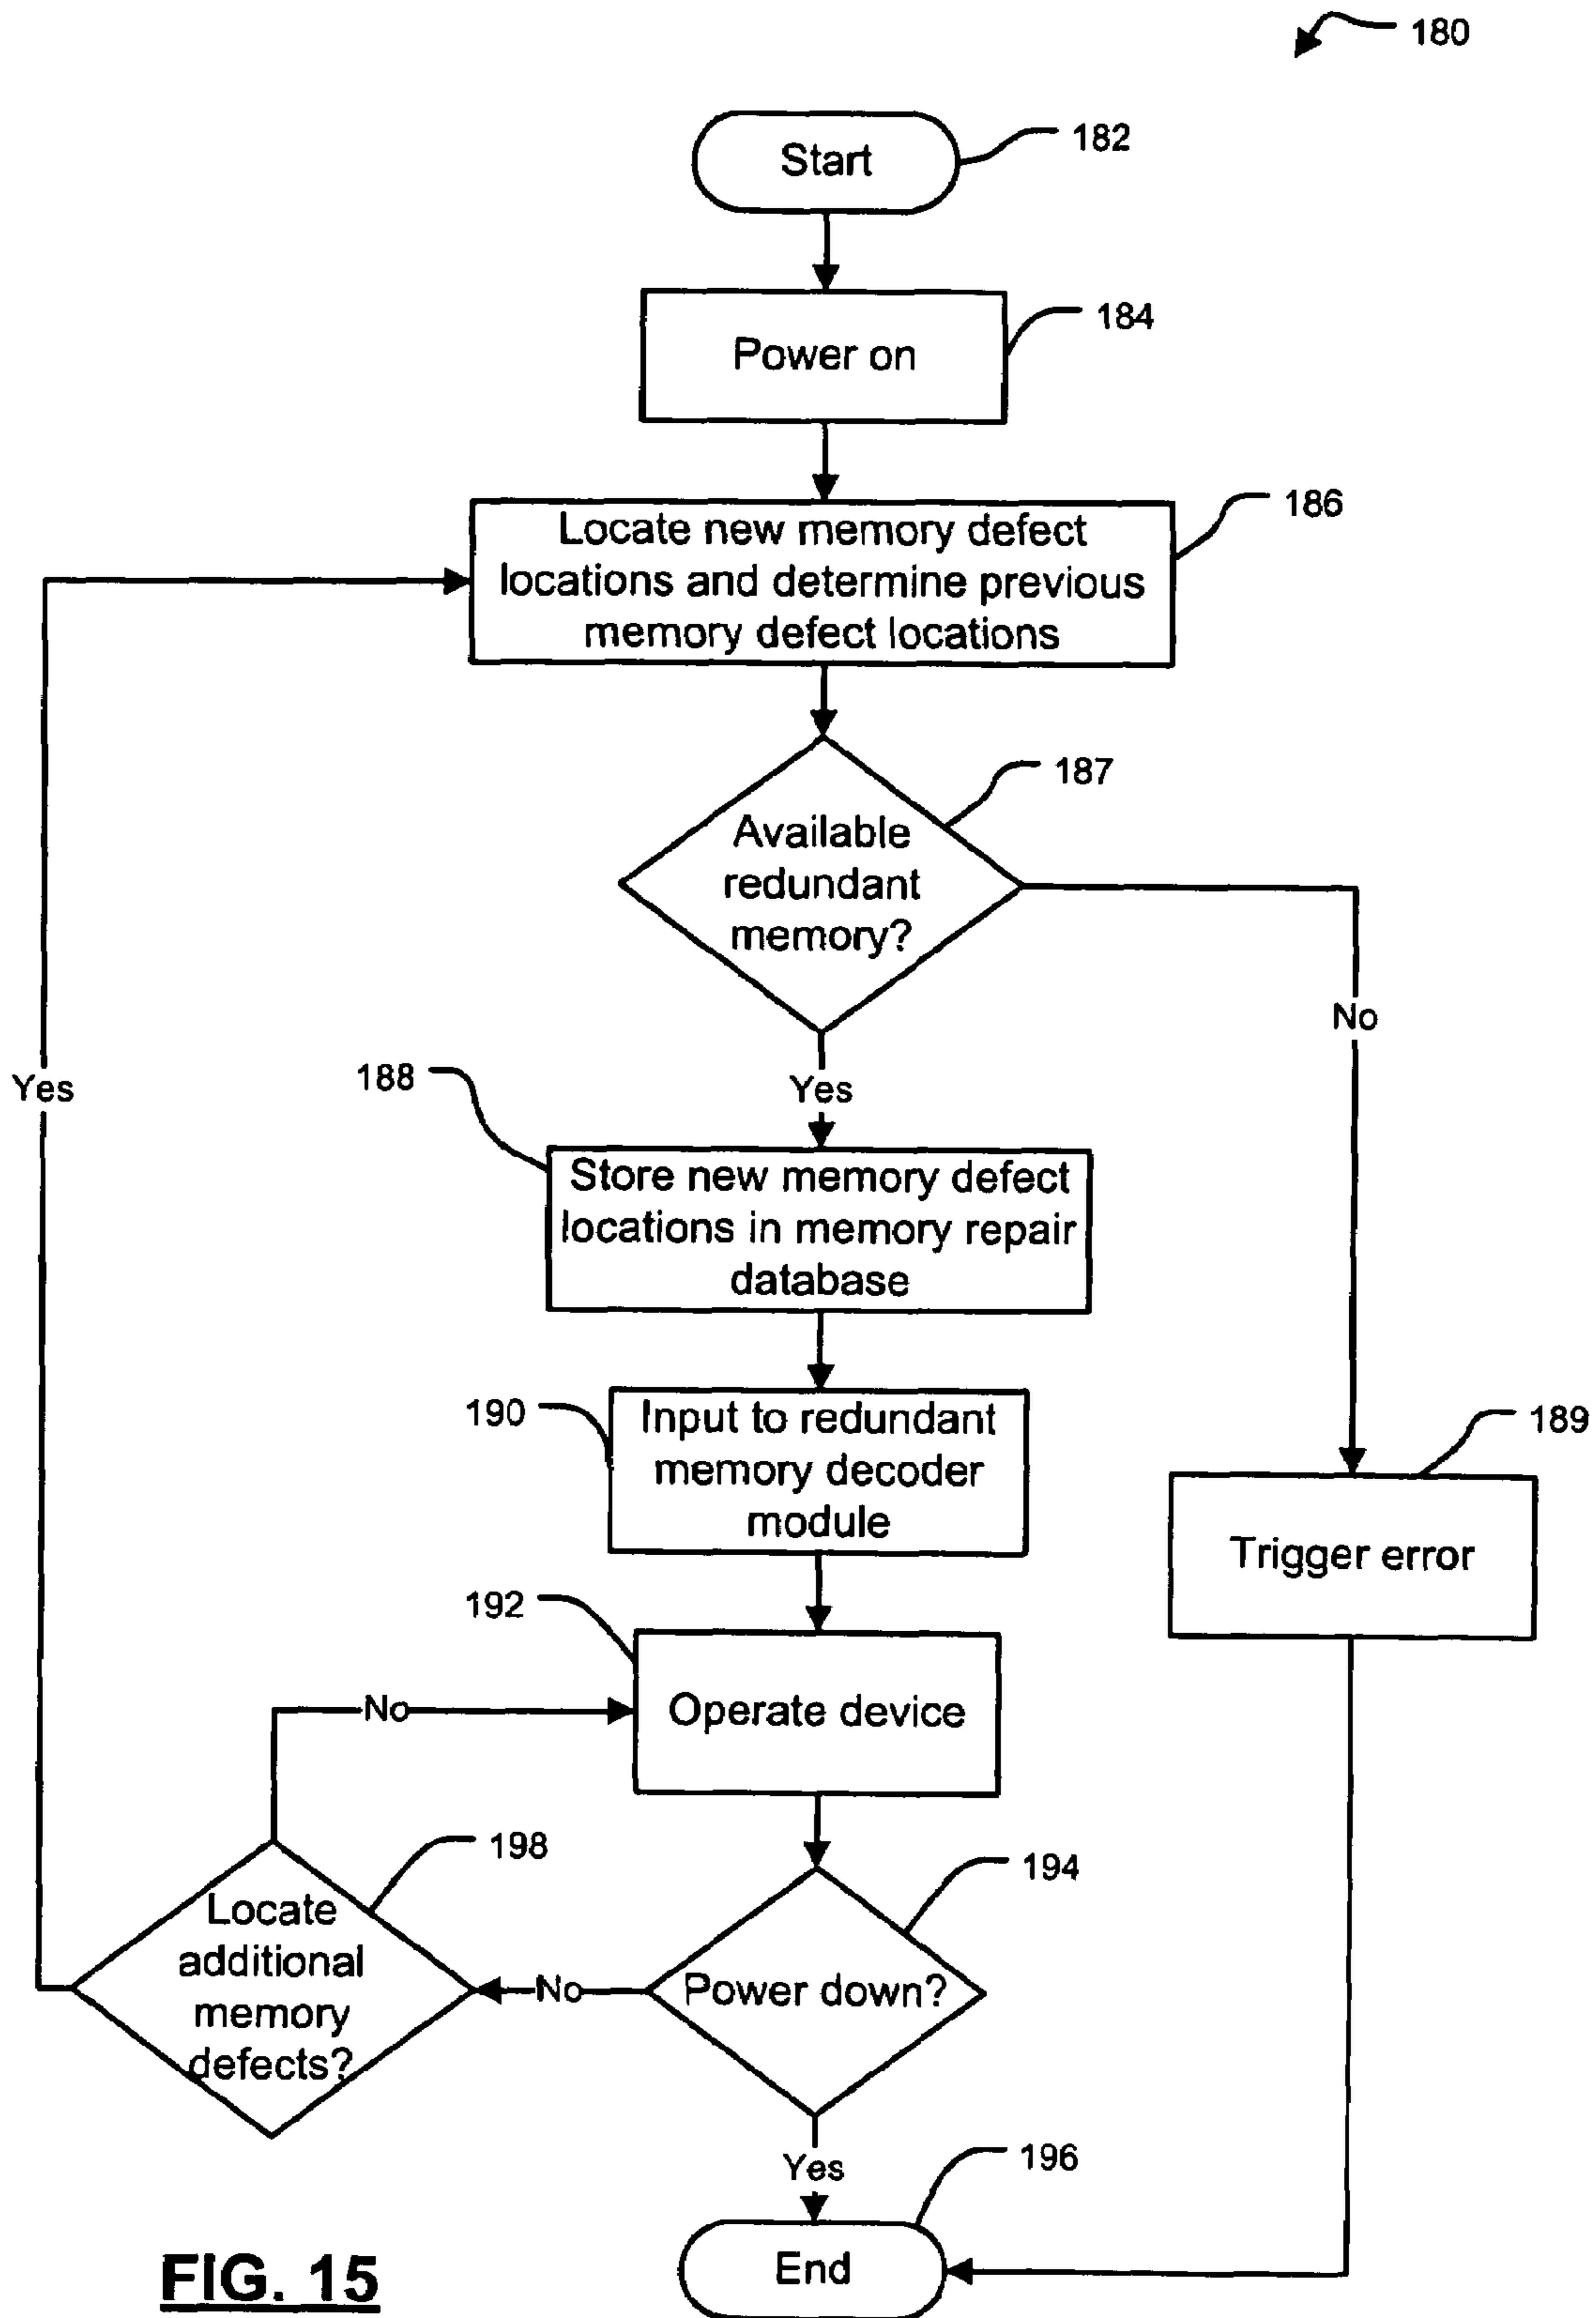 180
Start
182
Power on
184
Locate new memory defect
locations and determine previous
memory defect locations
186
Available
redundant
memory?
187
No
Yes
Yes
188
Store new memory defect
locations in memory repair
database
190
Input to redundant
memory decoder
module
189
Trigger error
192
Operate device
No
198
Locate
additional
memory
defects?
No
194
Power down?
Yes
196
End
FIG. 15